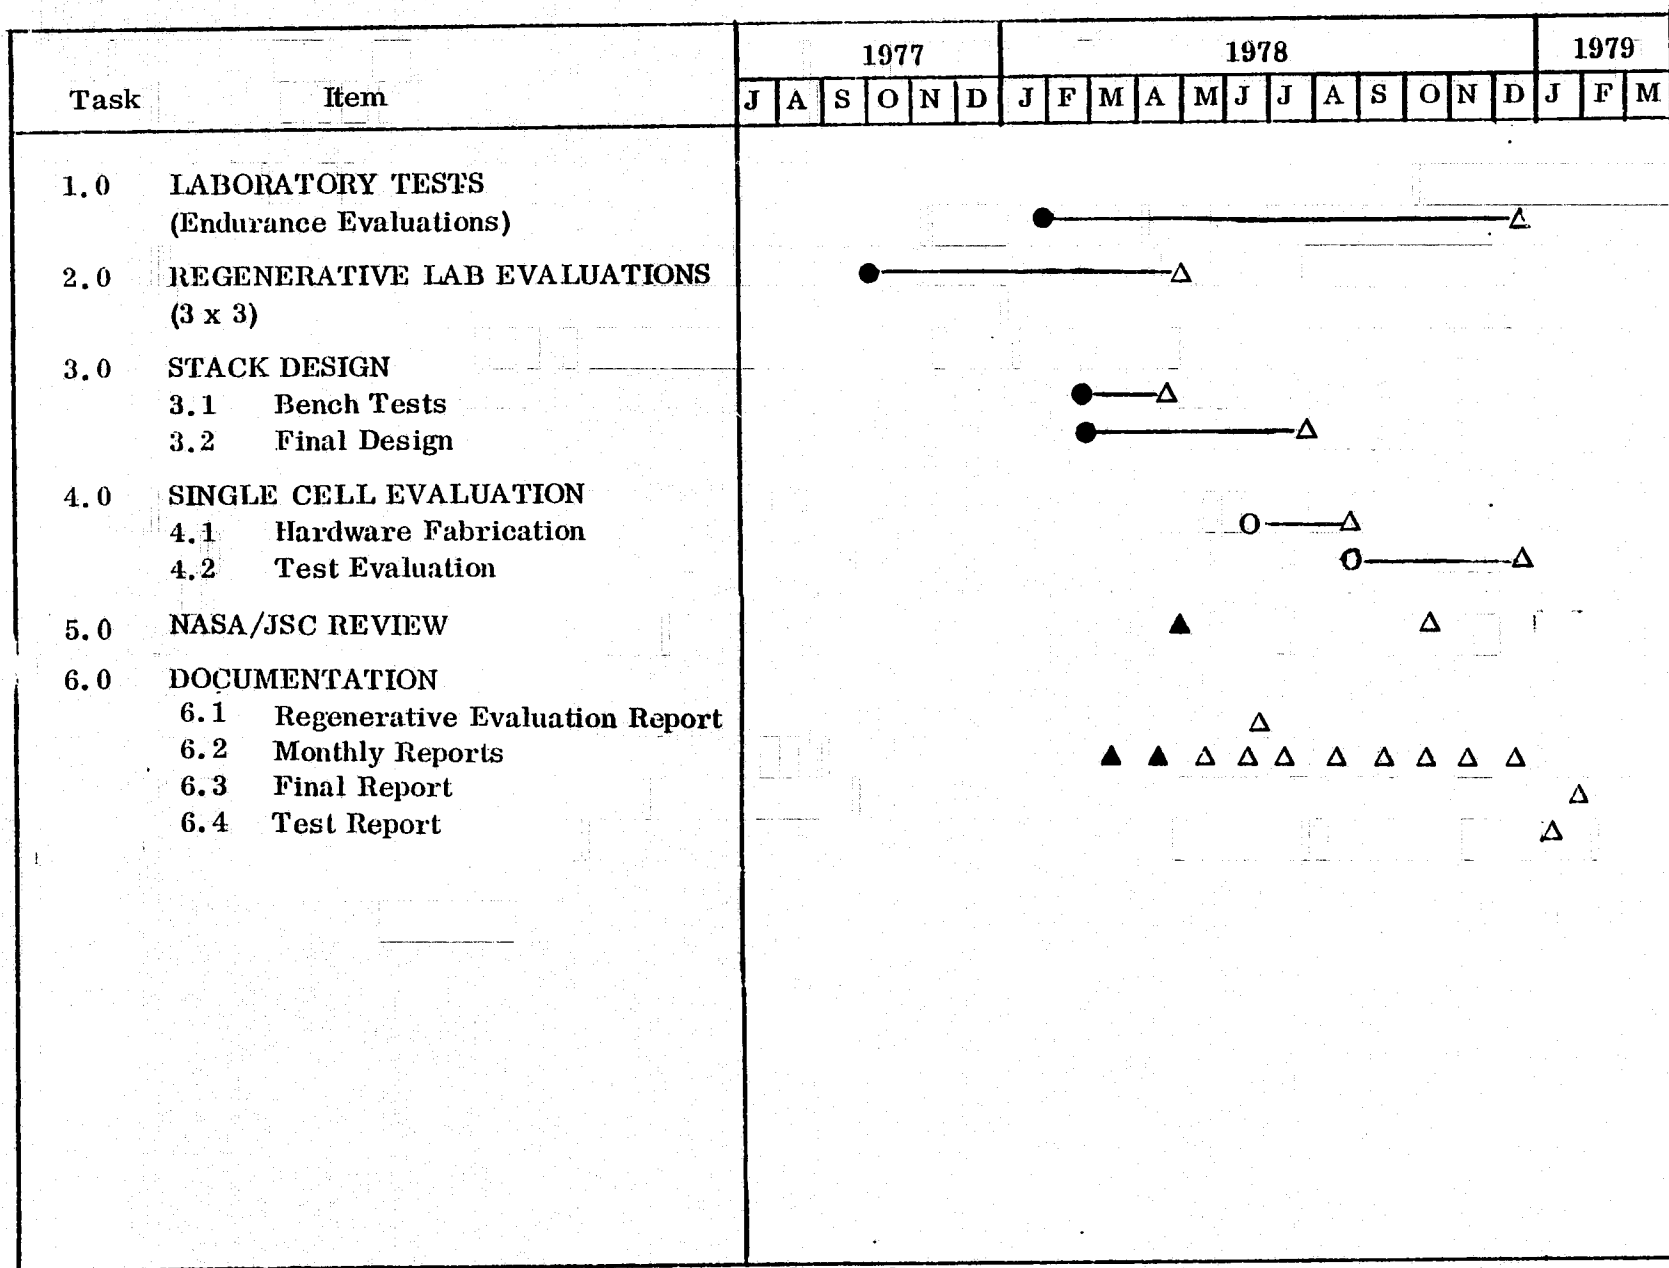 1977 1978 1979
Task Item J A S O N D J F M A M J J A S O N D J F M
1.0 LABORATORY TESTS
(Endurance Evaluations)
2.0 REGENERATIVE LAB EVALUATIONS
(3 x 3)
3.0 STACK DESIGN
3.1 Bench Tests
3.2 Final Design
4.0 SINGLE CELL EVALUATION
4.1 Hardware Fabrication
4.2 Test Evaluation
5.0 NASA/JSC REVIEW
6.0 DOCUMENTATION
6.1 Regenerative Evaluation Report
6.2 Monthly Reports
6.3 Final Report
6.4 Test Report